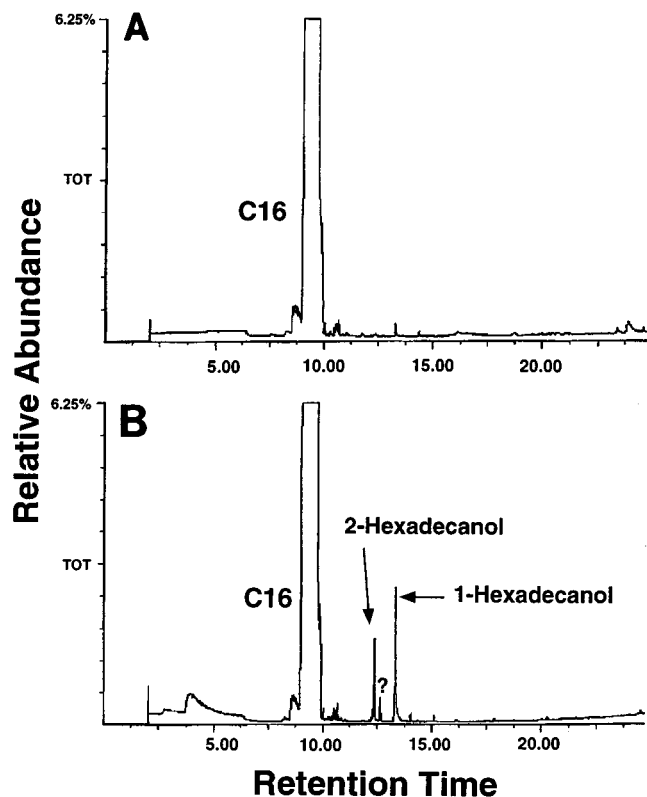 6.25%
A
TOT
C16
5.00 10.00 15.00 20.00
Relative Abundance
6.25%
B
2-Hexadecanol
TOT
C16
1-Hexadecanol
?
5.00 10.00 15.00 20.00
Retention Time